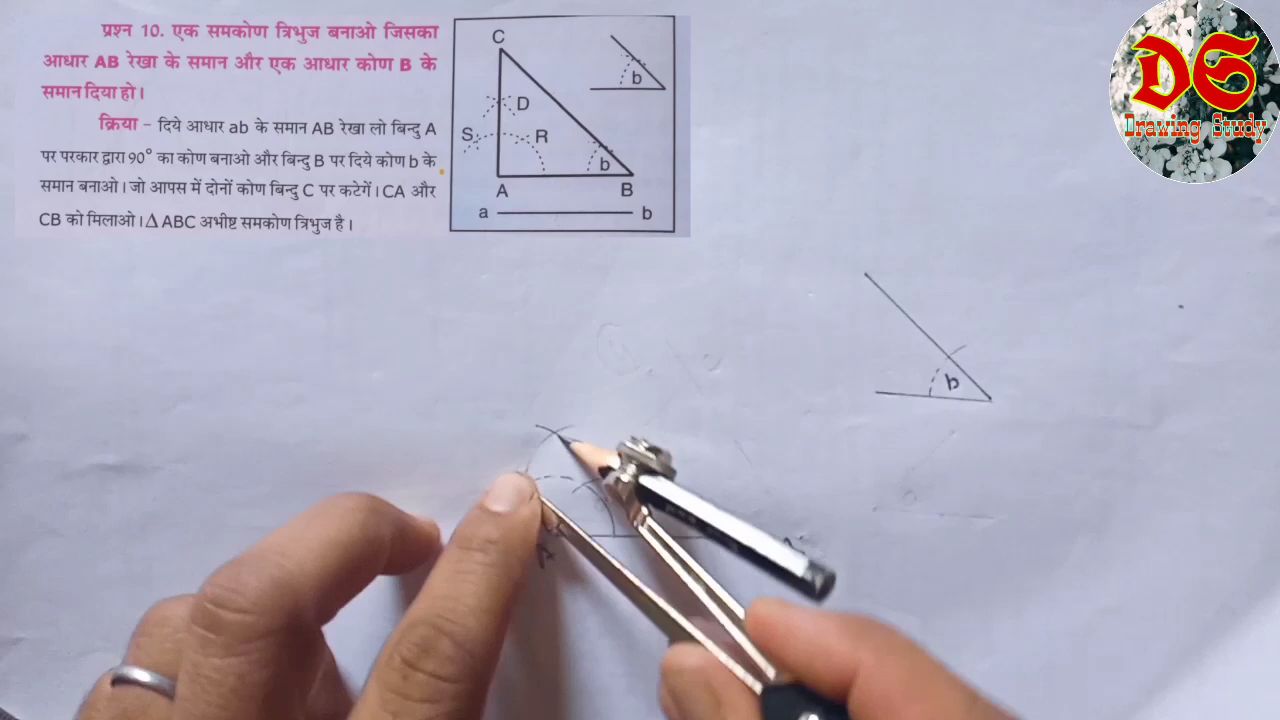 प्रश्न 10. एक समकोण त्रिभुज बनाओ जिसका
आधार AB रेखा के समान और एक आधार कोण B के
समान दिया हो।
क्रिया – दिये आधार ab के समान AB रेखा लो बिन्दु A
पर परकार द्वारा 90° का कोण बनाओ और बिन्दु B पर दिये कोण b के
समान बनाओ। जो आपस में दोनों कोण बिन्दु C पर कटेगें। CA और
CB को मिलाओ। Δ ABC अभीष्ट समकोण त्रिभुज है।
C
b
D
S
R
b
A
B
a
b
DS
Drawing Study
b
A